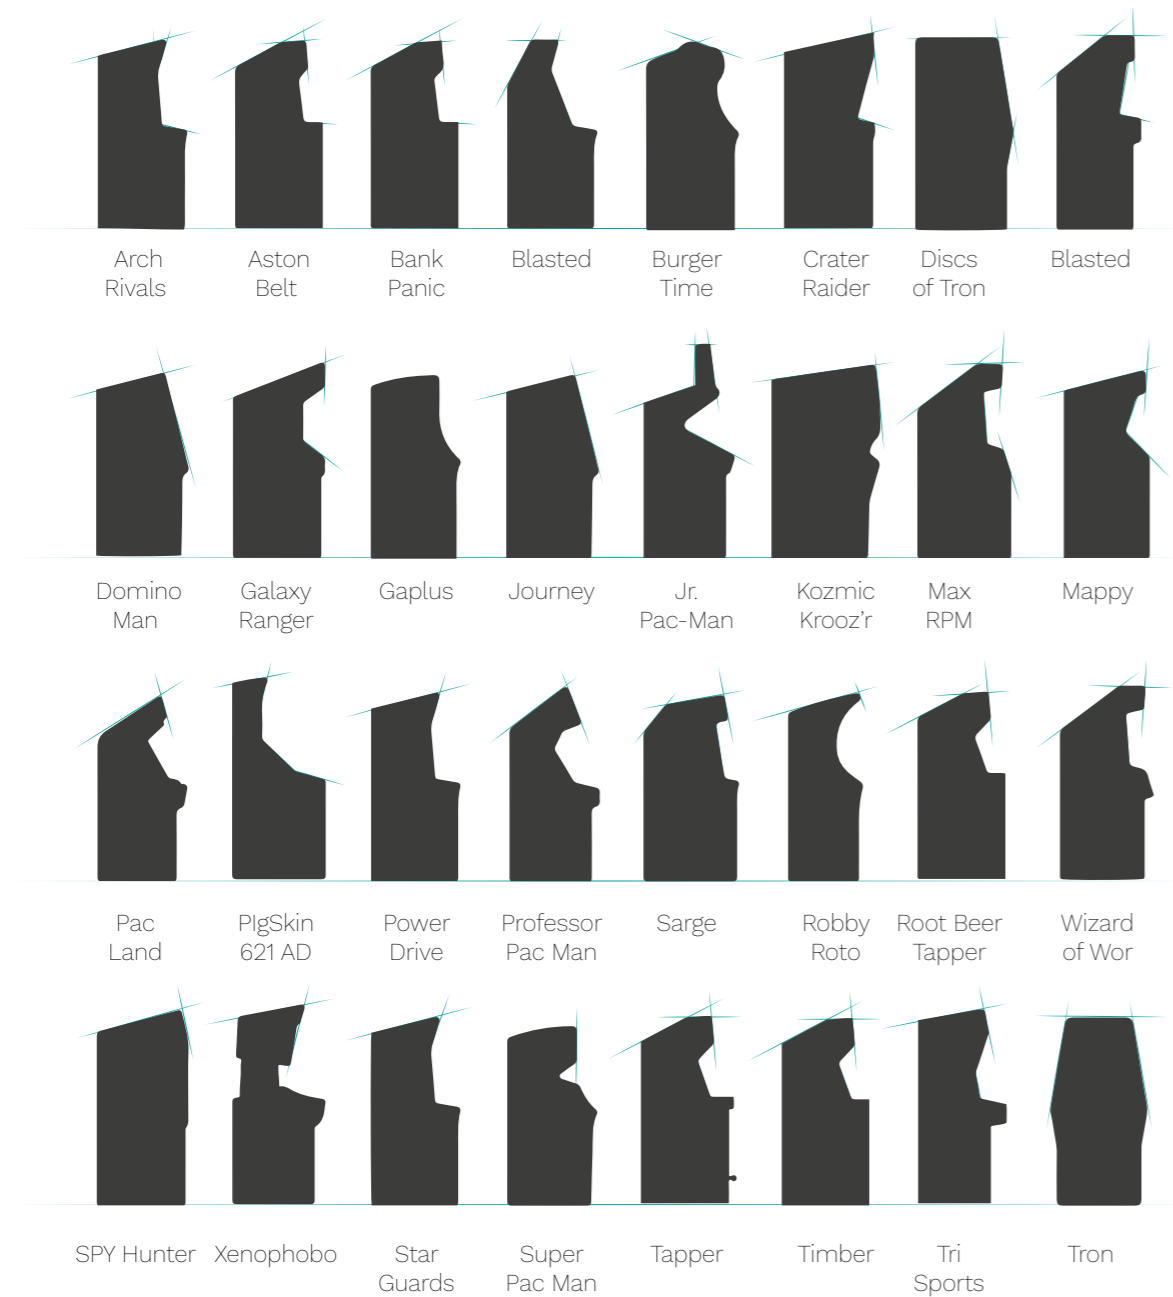 Arch
Rivals
Aston
Belt
Bank
Panic
Blasted
Burger
Time
Crater
Raider
Discs
of Tron
Blasted
Domino
Man
Galaxy
Ranger
Gaplus
Journey
Jr.
Pac-Man
Kozmic
Krooz'r
Max
RPM
Mappy
Pac
Land
PIgSkin
621 AD
Power
Drive
Professor
Pac Man
Sarge
Robby
Roto
Root Beer
Tapper
Wizard
of Wor
SPY Hunter
Xenophobo
Star
Guards
Super
Pac Man
Tapper
Timber
Tri
Sports
Tron